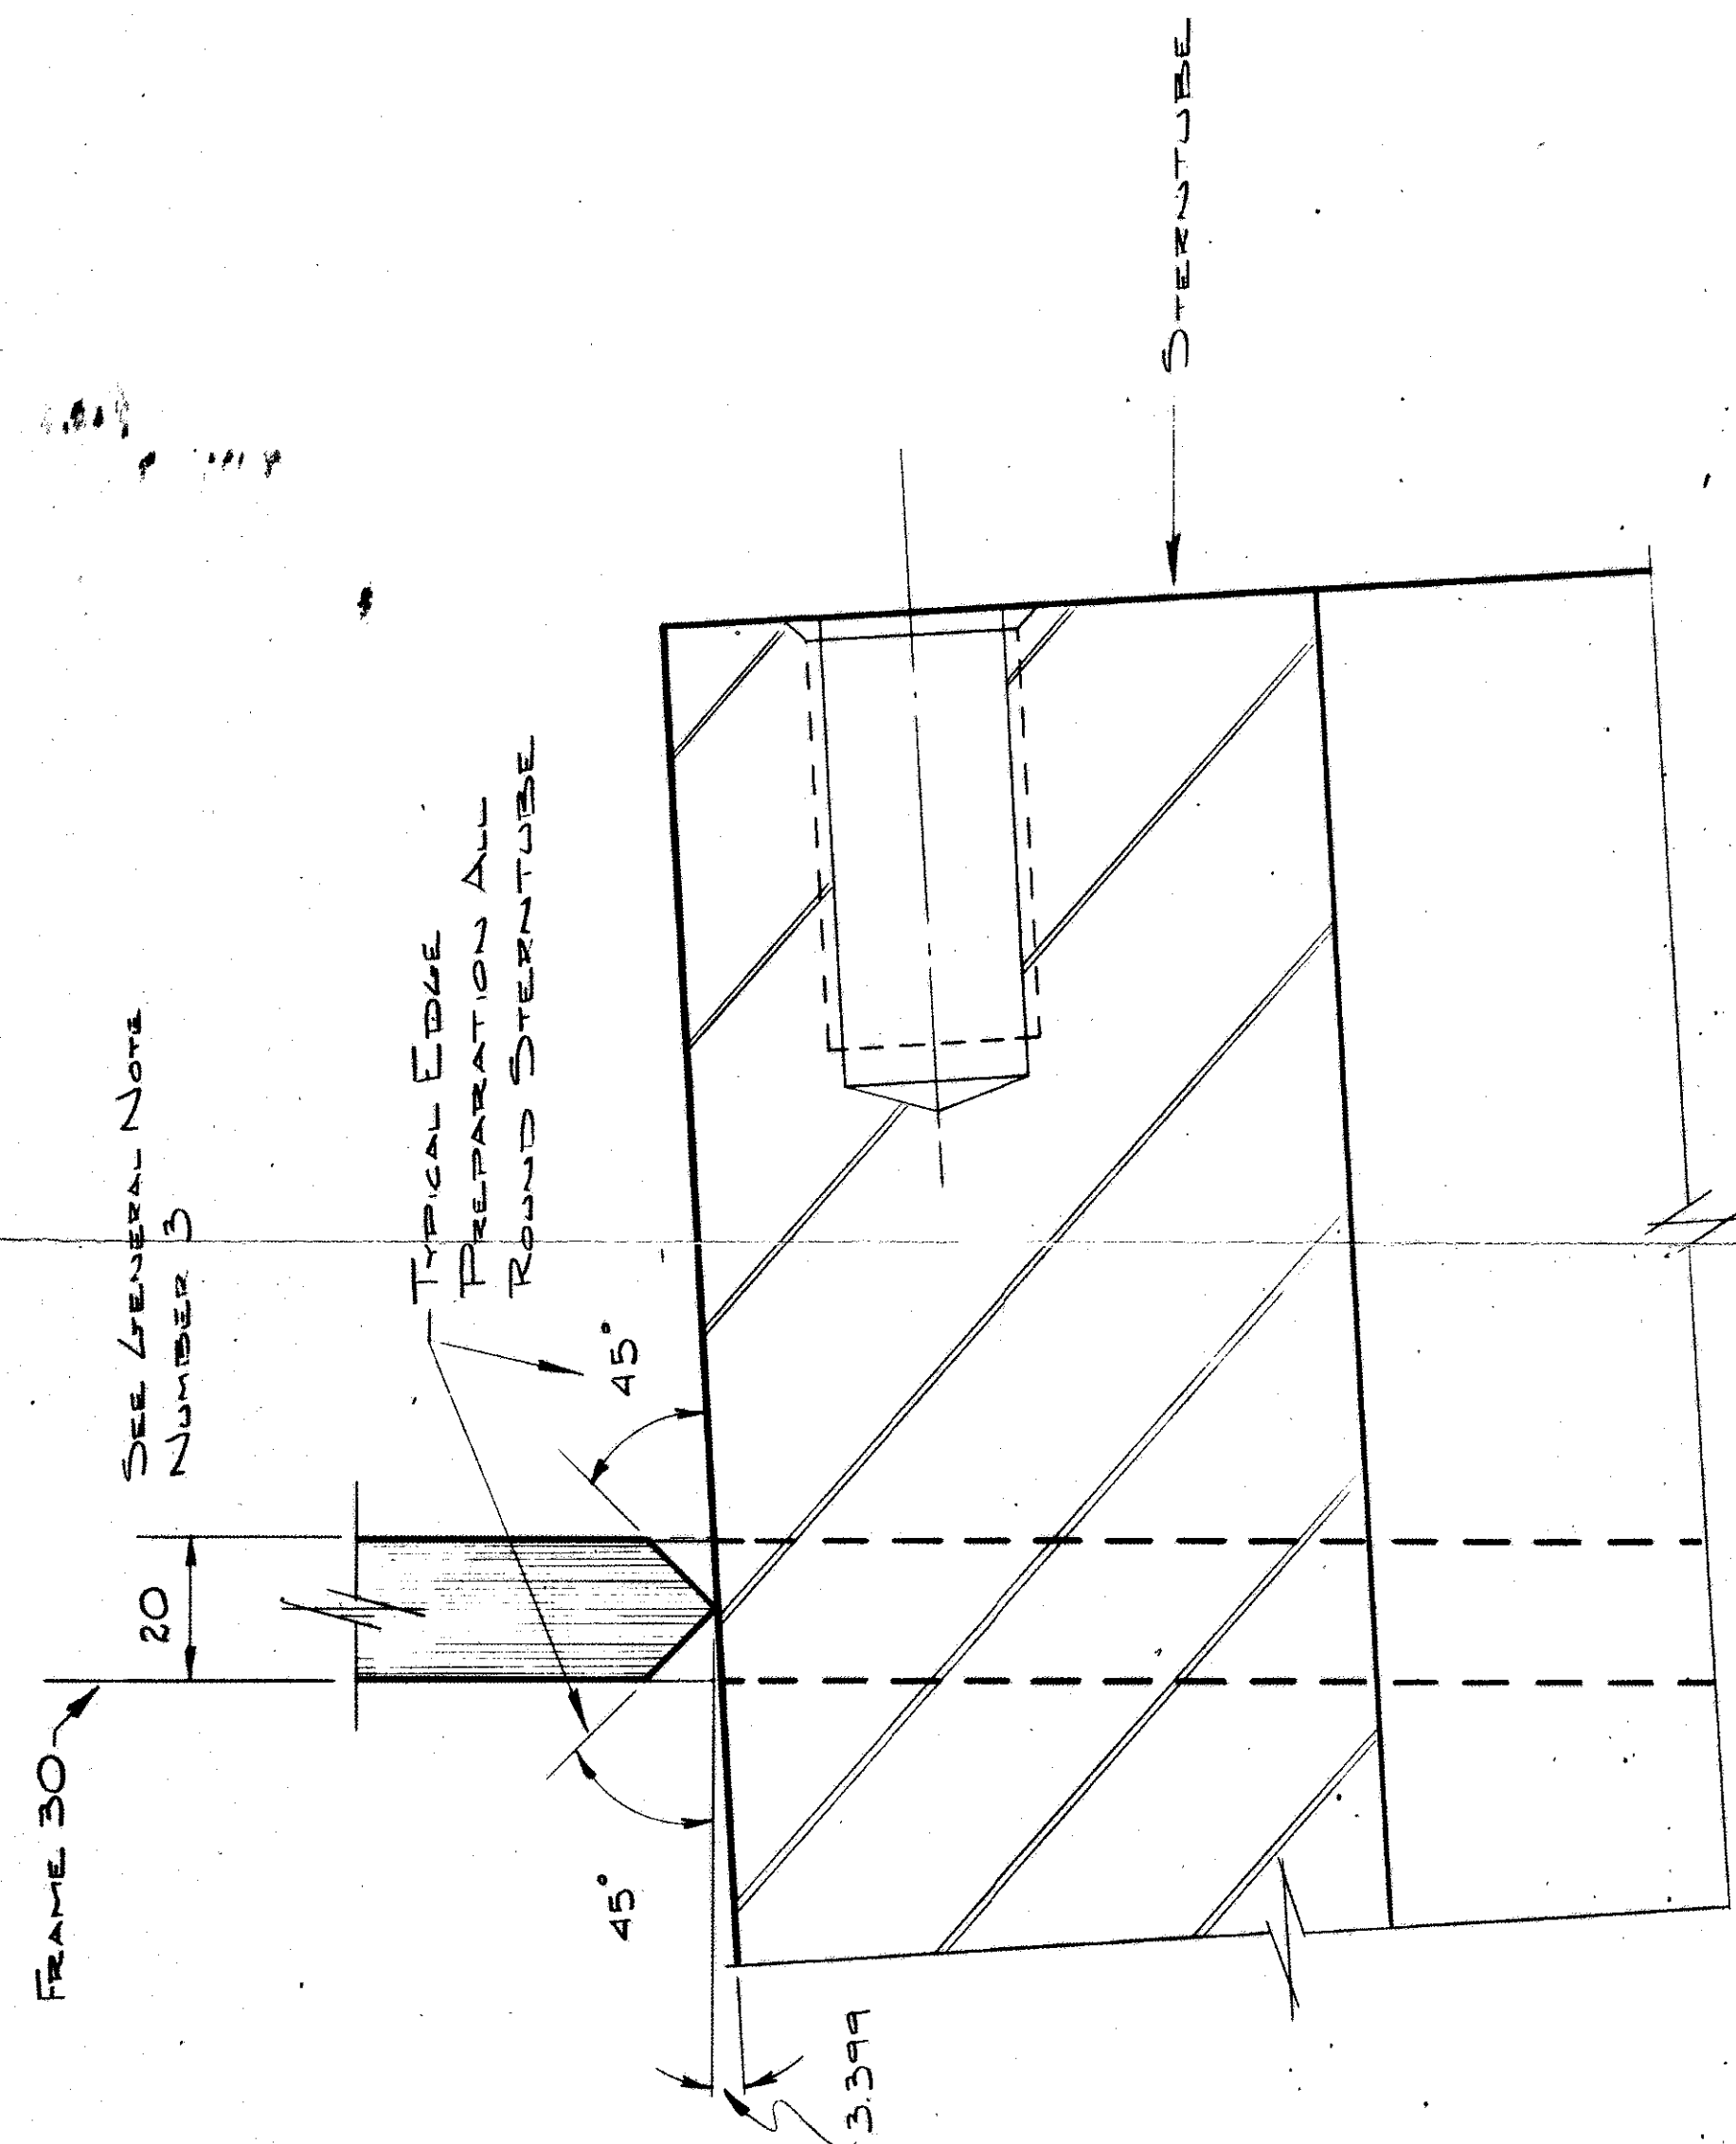 FRAME 30
20
SEE GENERAL NOTE
NUMBER 3
TYPICAL EDGE
PREPARATION ALL
ROUND STERNTUBE
45°
45°
3.399
STERNTUBE